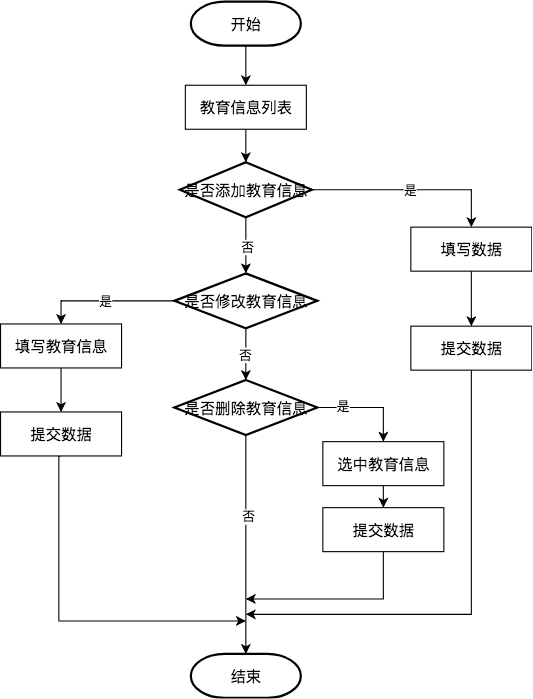 开始
教育信息列表
是否添加教育信息
是
否
填写数据
是否修改教育信息
是
填写教育信息
提交数据
否
是否删除教育信息
是
提交数据
选中教育信息
提交数据
否
结束